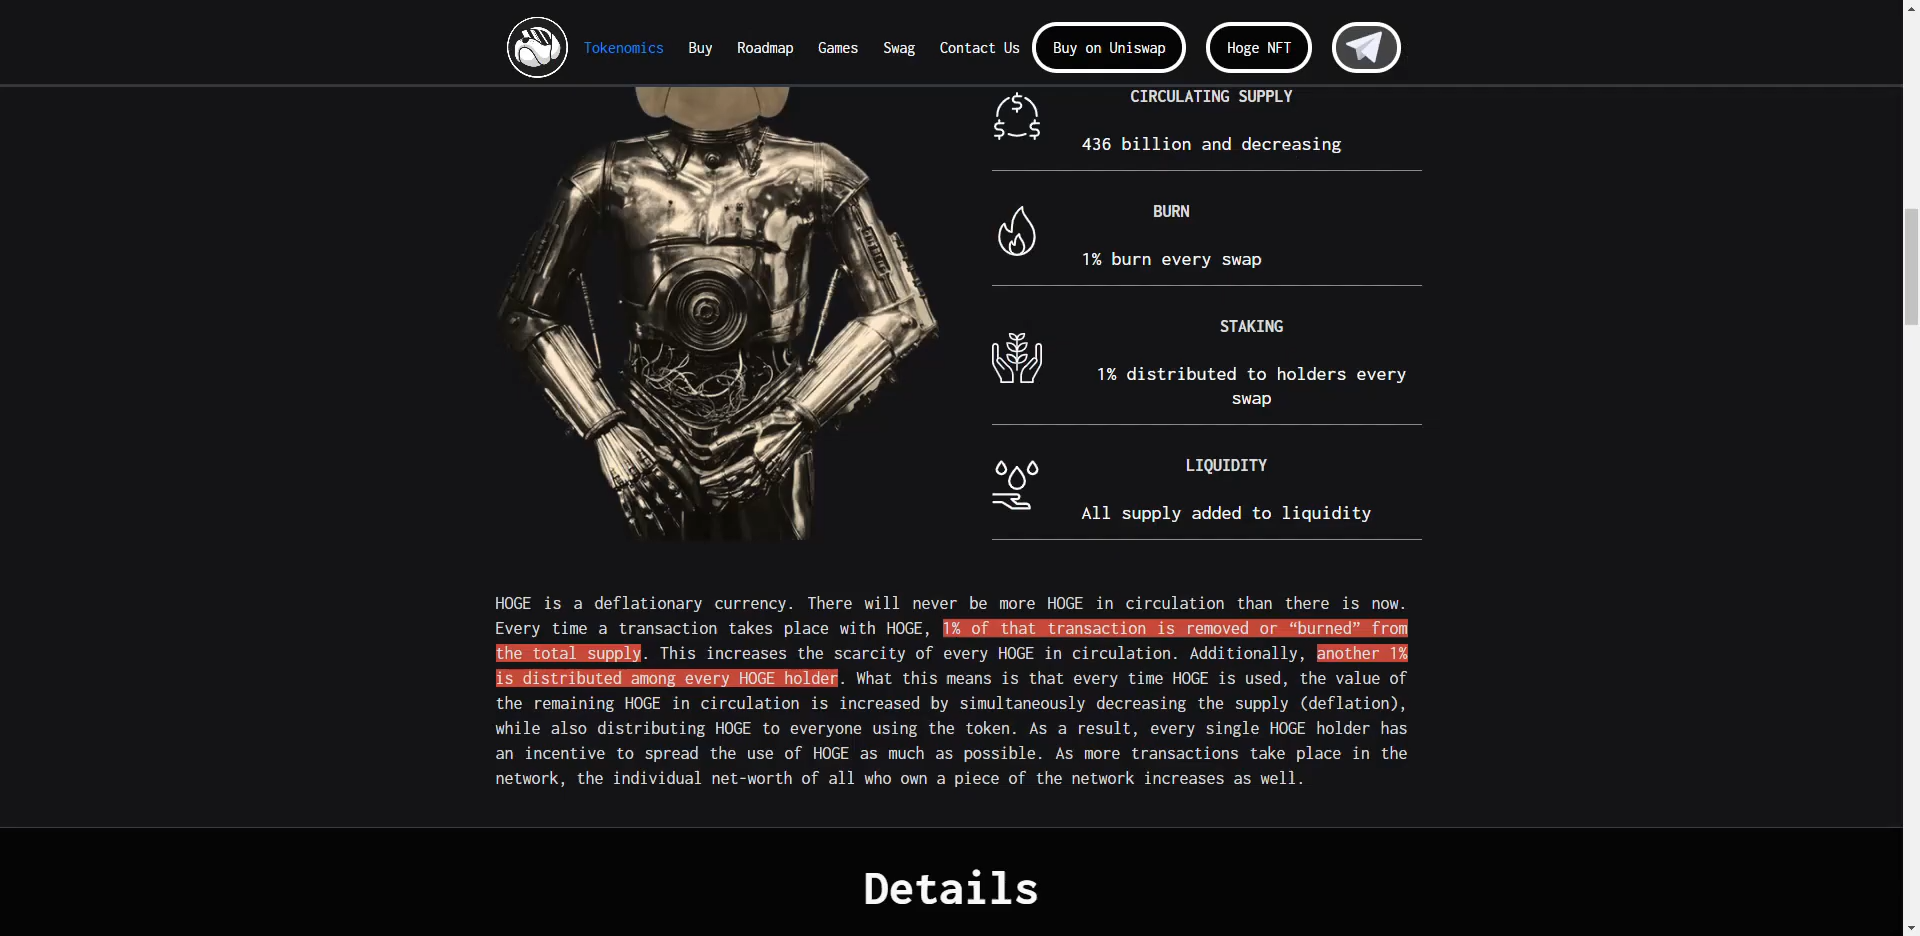 Tokenomics Buy Roadmap Games Swag Contact Us Buy on Uniswap Hoge NFT
CIRCULATING SUPPLY
436 billion and decreasing
BURN
1% burn every swap
STAKING
1% distributed to holders every
swap
LIQUIDITY
All supply added to liquidity
HOGE is a deflationary currency. There will never be more HOGE in circulation than there is now.
Every time a transaction takes place with HOGE, 1% of that transaction is removed or “burned” from
the total supply. This increases the scarcity of every HOGE in circulation. Additionally, another 1%
is distributed among every HOGE holder. What this means is that every time HOGE is used, the value of
the remaining HOGE in circulation is increased by simultaneously decreasing the supply (deflation),
while also distributing HOGE to everyone using the token. As a result, every single HOGE holder has
an incentive to spread the use of HOGE as much as possible. As more transactions take place in the
network, the individual net-worth of all who own a piece of the network increases as well.
Details